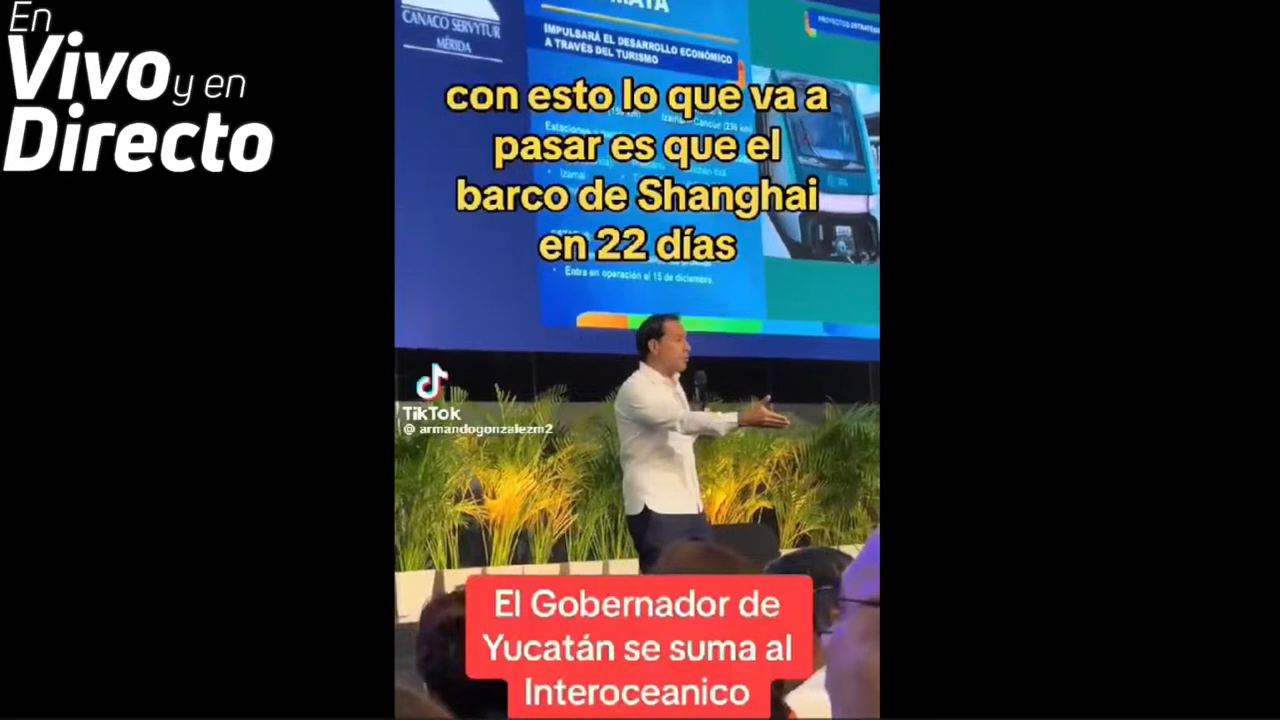 En
Vivo y en
Directo
CANACO SERVYTUR
MÉRIDA
MAYA
IMPULSARÁ EL DESARROLLO ECONÓMICO
A TRAVÉS DEL TURISMO
con esto lo que va a
pasar es que el
barco de Shanghai
en 22 días
Izamal
• Entra en operación el 15 de diciembre.
TikTok
@ armandogonzalezm2
El Gobernador de
Yucatán se suma al
Interoceanico